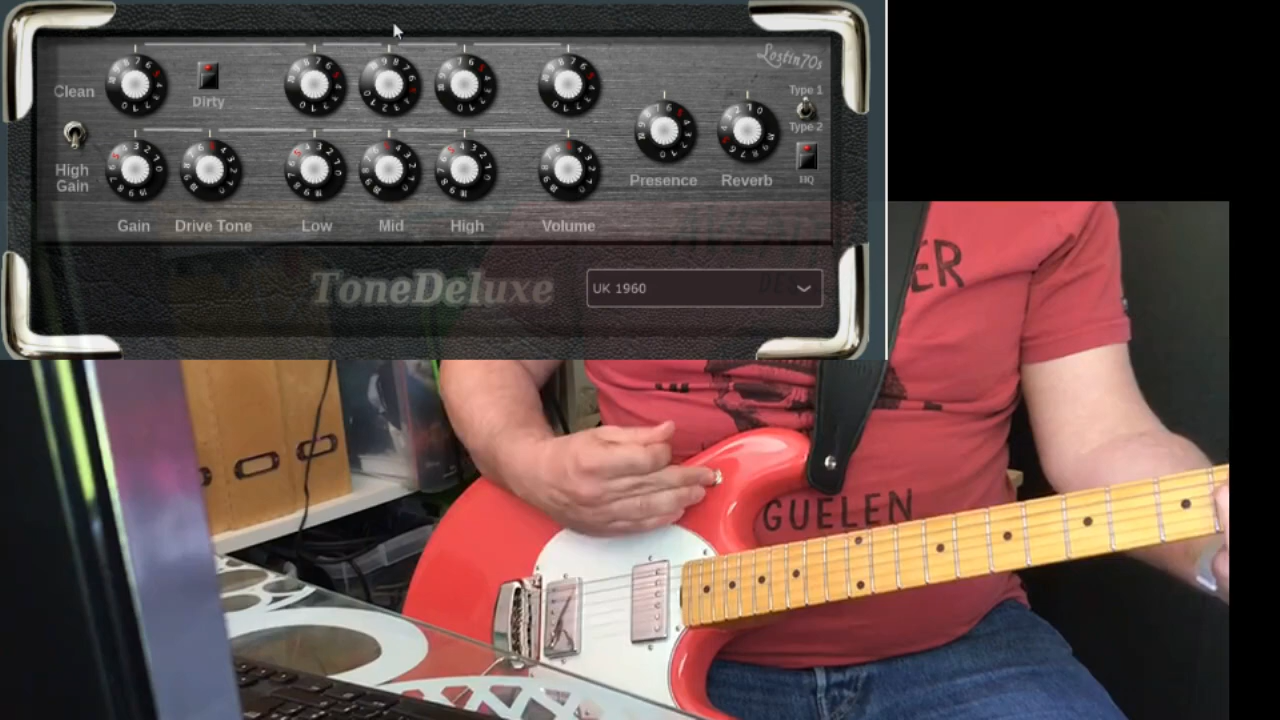 Lostin70s
Clean
Dirty
Type 1
Type 2
High
Gain
HQ
Presence
Reverb
Gain
Drive Tone
Low
Mid
High
Volume
ToneDeluxe
UK 1960
ER
GUELEN